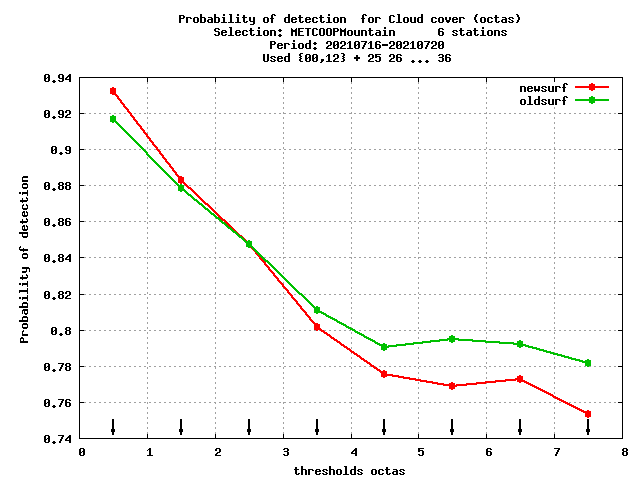 Probability of detection  for Cloud cover (octas)
Selection: METCOOPMountain      6 stations
Period: 20210716-20210720
Used {00,12} + 25 26 ... 36
newsurf
oldsurf
0.94
0.92
0.9
0.88
0.86
0.84
0.82
0.8
0.78
0.76
0.74
Probability of detection
0 1 2 3 4 5 6 7 8
thresholds octas